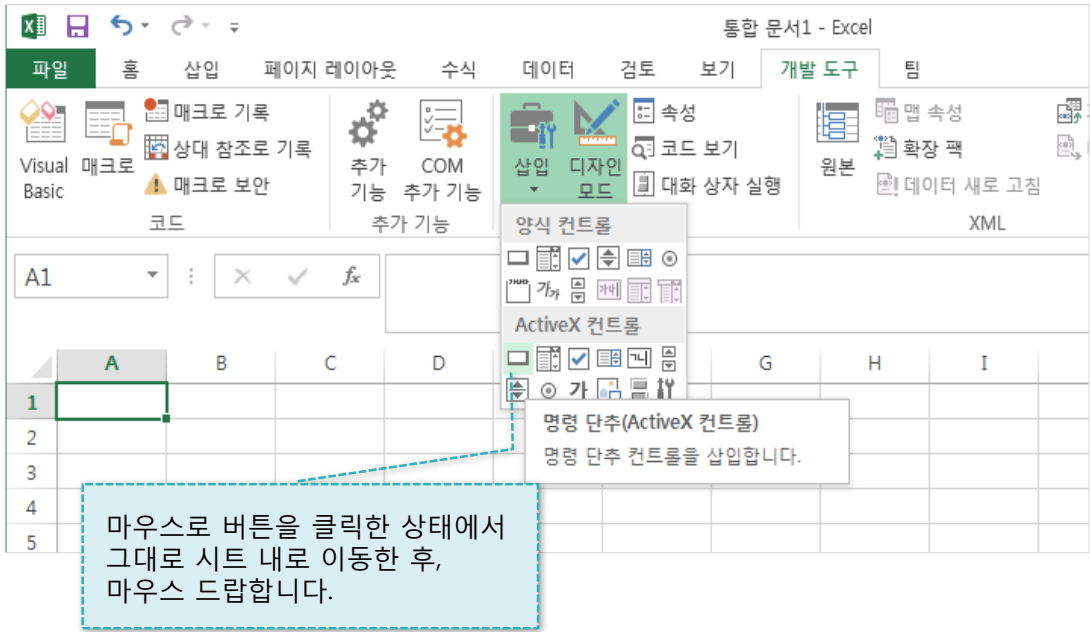 통합 문서1 - Excel
파일 홈 삽입 페이지 레이아웃 수식 데이터 검토 보기 개발 도구 팀
Visual Basic
매크로
매크로 기록
상대 참조로 기록
매크로 보안
코드
추가 기능
COM 추가 기능
추가 기능
삽입
디자인 모드
속성
코드 보기
대화 상자 실행
원본
맵 속성
확장 팩
데이터 새로 고침
XML
양식 컨트롤
ActiveX 컨트롤
A1
fx
A B C D G H I
1
2
3
4
5
명령 단추(ActiveX 컨트롤)
명령 단추 컨트롤을 삽입합니다.
마우스로 버튼을 클릭한 상태에서
그대로 시트 내로 이동한 후,
마우스 드랍합니다.